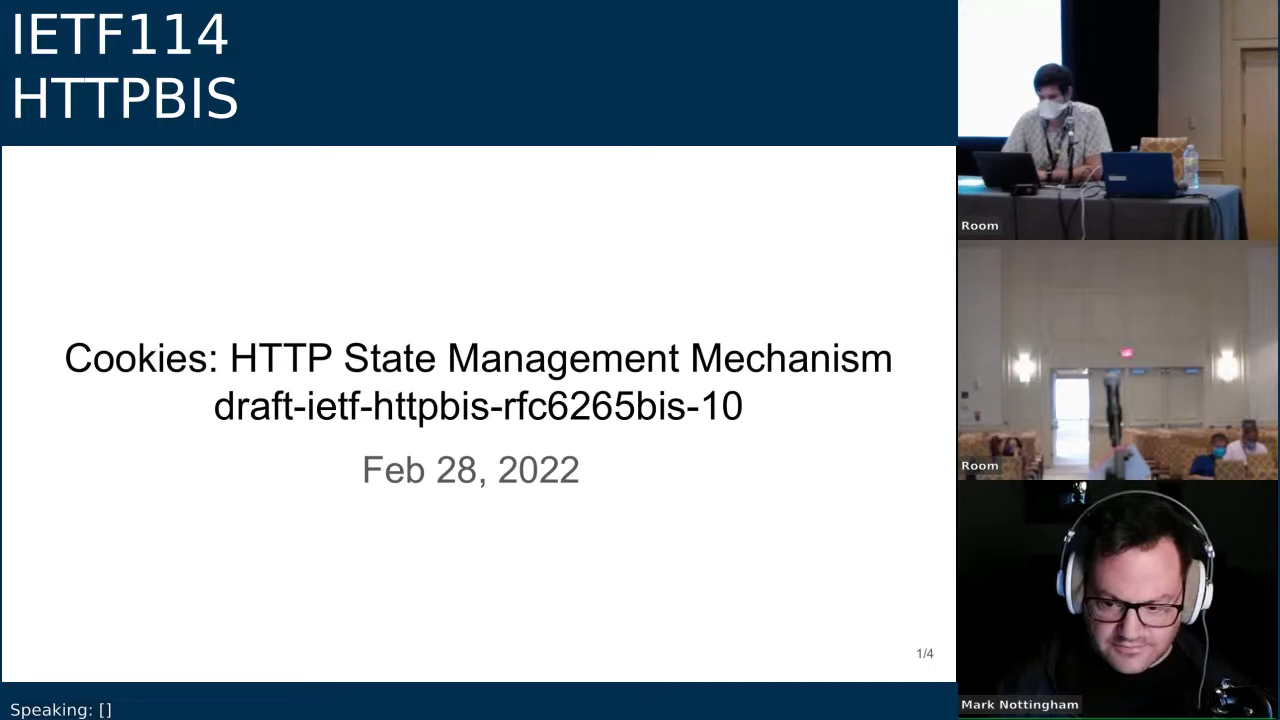 IETF114
HTTPBIS
Cookies: HTTP State Management Mechanism
draft-ietf-httpbis-rfc6265bis-10
Feb 28, 2022
1/4
Speaking: []
Room
Room
Mark Nottingham